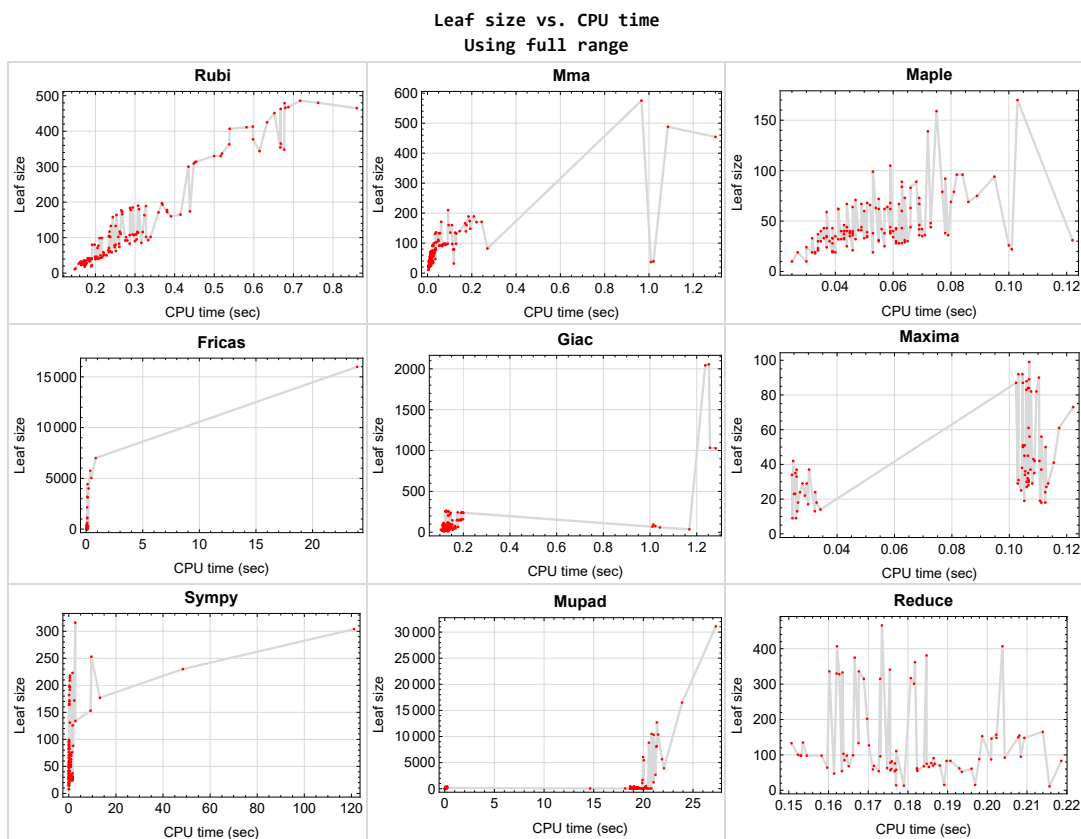 Leaf size vs. CPU time
Using full range
Rubi
Leaf size
500
400
300
200
100
0
0.2 0.3 0.4 0.5 0.6 0.7 0.8
CPU time (sec)
Mma
Leaf size
600
500
400
300
200
100
0
0.0 0.2 0.4 0.6 0.8 1.0 1.2
CPU time (sec)
Maple
Leaf size
150
100
50
0
0.04 0.06 0.08 0.10 0.12
CPU time (sec)
Fricas
Leaf size
15000
10000
5000
0
0 5 10 15 20
CPU time (sec)
Giac
Leaf size
2000
1500
1000
500
0
0.2 0.4 0.6 0.8 1.0 1.2
CPU time (sec)
Maxima
Leaf size
100
80
60
40
20
0
0.04 0.06 0.08 0.10 0.12
CPU time (sec)
Sympy
Leaf size
300
250
200
150
100
50
0
0 20 40 60 80 100 120
CPU time (sec)
Mupad
Leaf size
30000
25000
20000
15000
10000
5000
0
0 5 10 15 20 25
CPU time (sec)
Reduce
Leaf size
400
300
200
100
0
0.15 0.16 0.17 0.18 0.19 0.20 0.21 0.22
CPU time (sec)